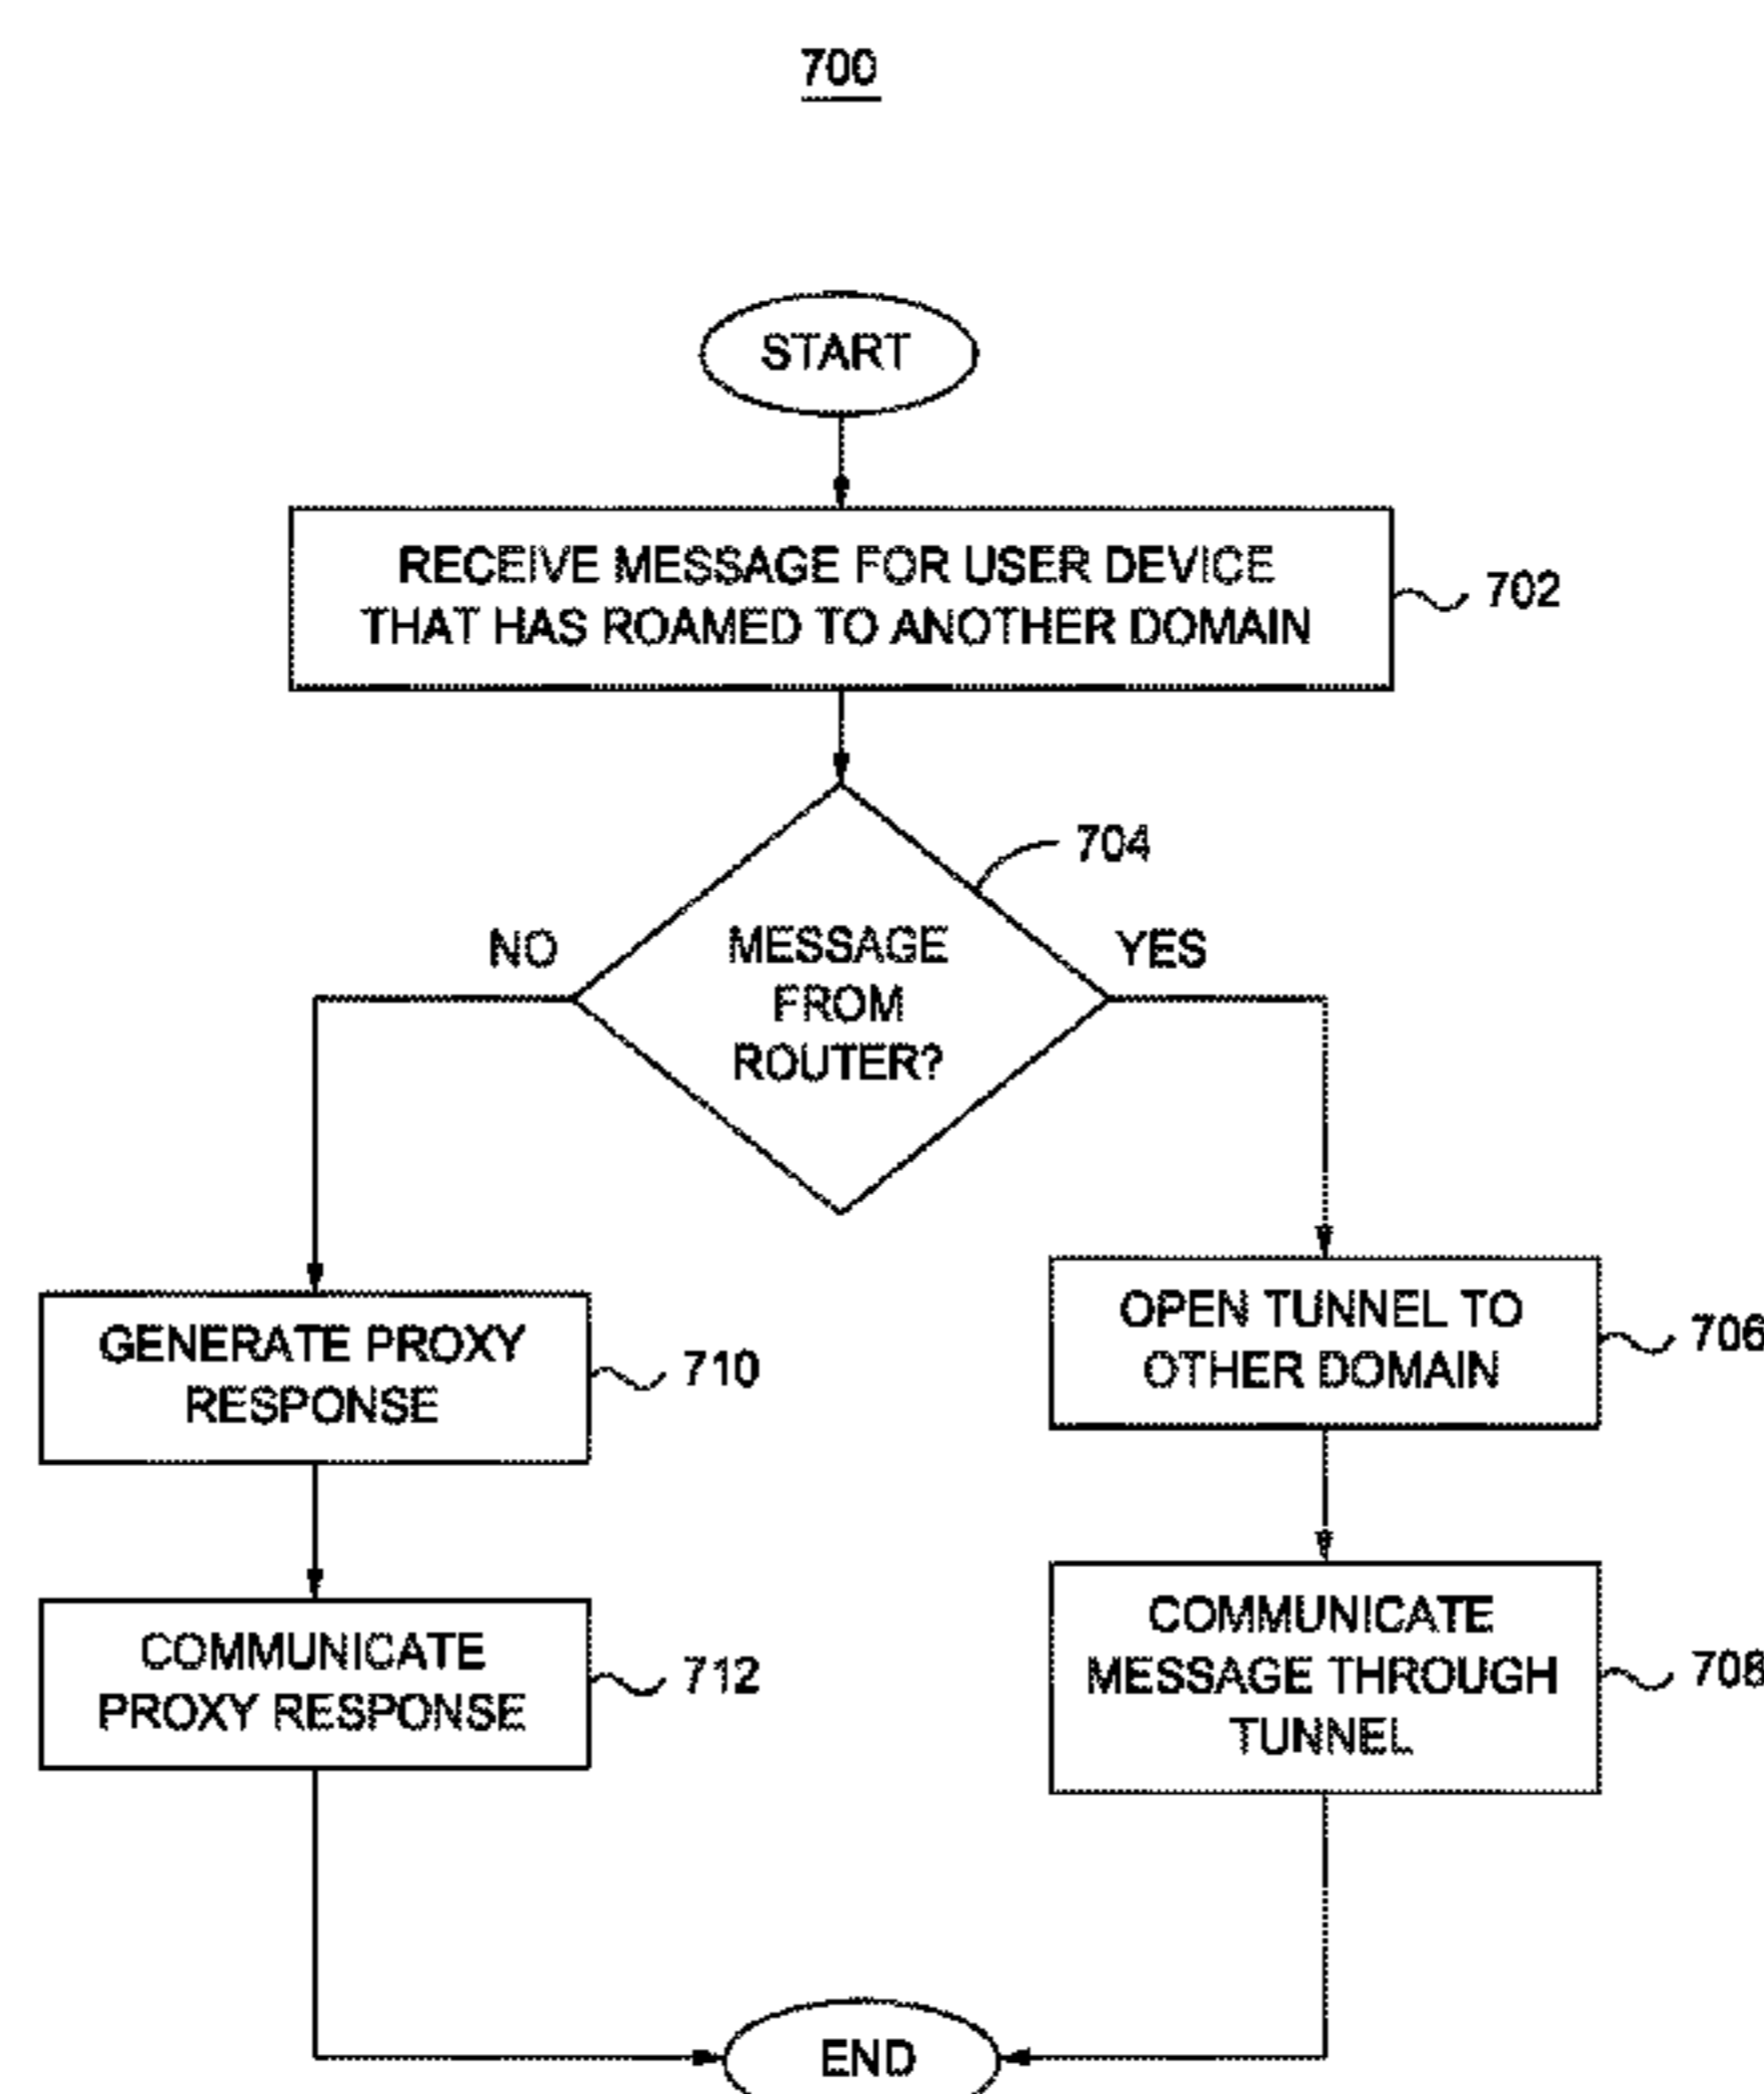 700
START
RECEIVE MESSAGE FOR USER DEVICE
THAT HAS ROAMED TO ANOTHER DOMAIN
702
704
NO
YES
MESSAGE
FROM
ROUTER?
GENERATE PROXY
RESPONSE
710
OPEN TUNNEL TO
OTHER DOMAIN
706
COMMUNICATE
PROXY RESPONSE
712
COMMUNICATE
MESSAGE THROUGH
TUNNEL
708
END